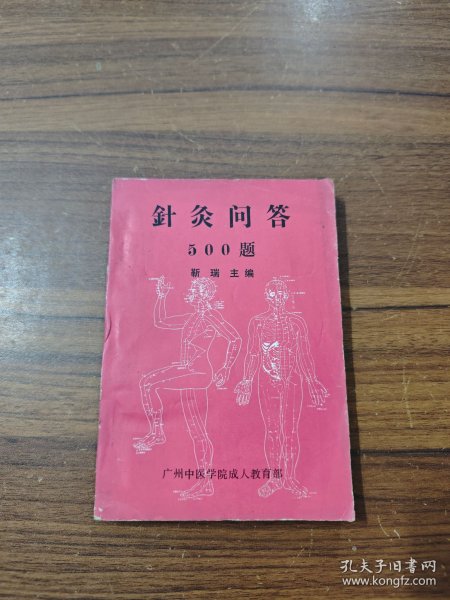 針灸问答
500题
靳瑞 主编
广州中医学院成人教育部
孔夫子旧书网
www.kongfz.com